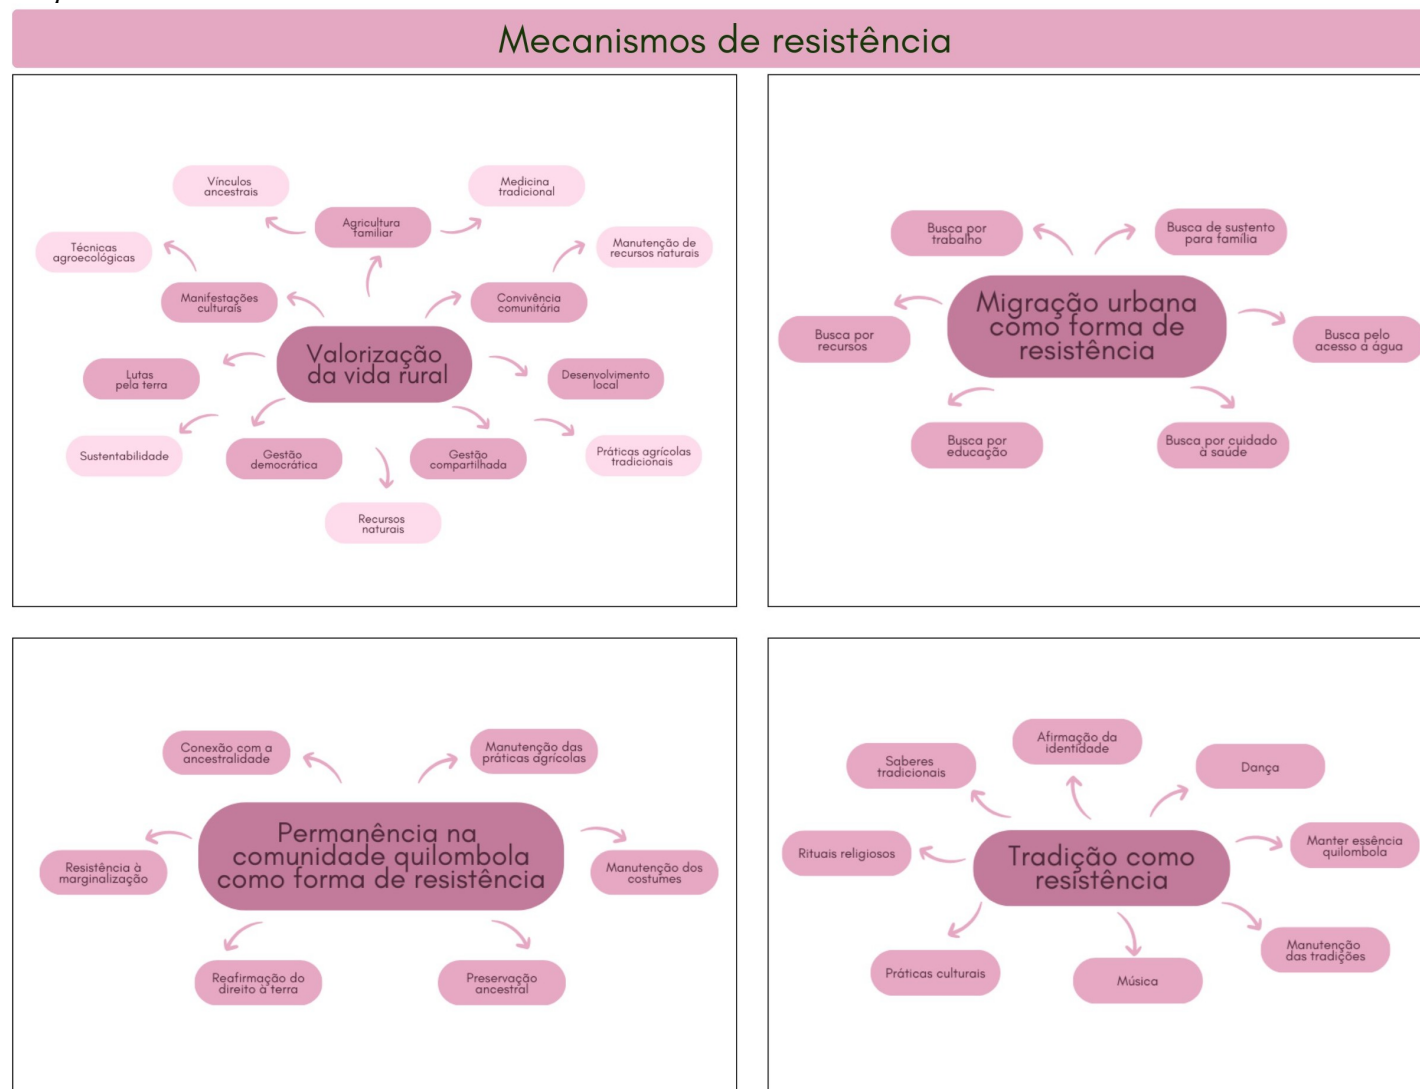 Mecanismos de resistência
Vínculos
ancestrais
Medicina
tradicional
Agricultura
familiar
Técnicas
agroecológicas
Manutenção de
recursos naturais
Manifestações
culturais
Convivência
comunitária
Valorização
da vida rural
Lutas
pela terra
Desenvolvimento
local
Sustentabilidade
Gestão
democrática
Gestão
compartilhada
Práticas agrícolas
tradicionais
Recursos
naturais
Busca por
trabalho
Busca de sustento
para família
Migração urbana
como forma de
resistência
Busca por
recursos
Busca pelo
acesso à água
Busca por
educação
Busca por cuidado
à saúde
Conexão com a
ancestralidade
Manutenção das
práticas agrícolas
Permanência na
comunidade quilombola
como forma de resistência
Resistência à
marginalização
Manutenção dos
costumes
Reafirmação do
direito à terra
Preservação
ancestral
Afirmação da
identidade
Saberes
tradicionais
Dança
Rituais religiosos
Manter essência
quilombola
Tradição como
resistência
Práticas culturais
Música
Manutenção
das tradições